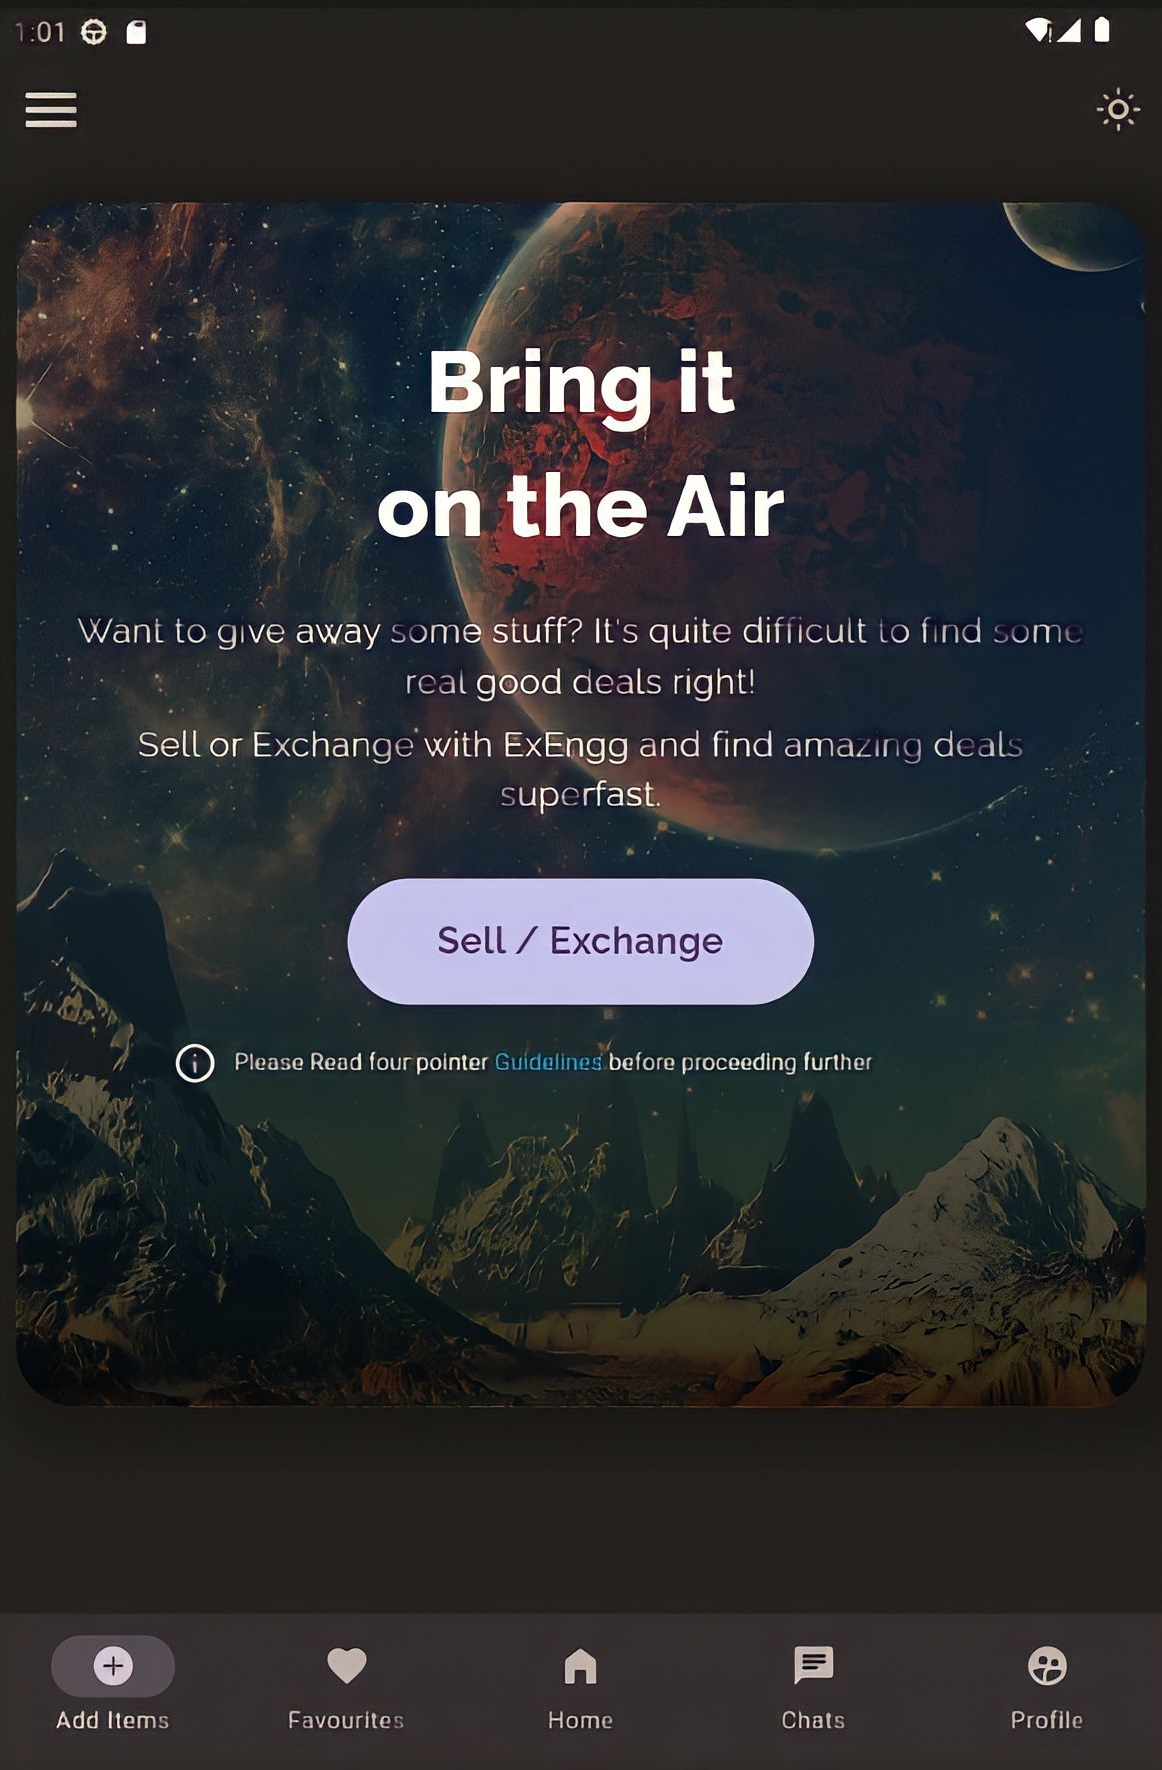 1:01
Bring it
on the Air
Want to give away some stuff? It's quite difficult to find some
real good deals right!
Sell or Exchange with ExEngg and find amazing deals
superfast.
Sell / Exchange
Please Read four pointer Guidelines before proceeding further
Add Items
Favourites
Home
Chats
Profile